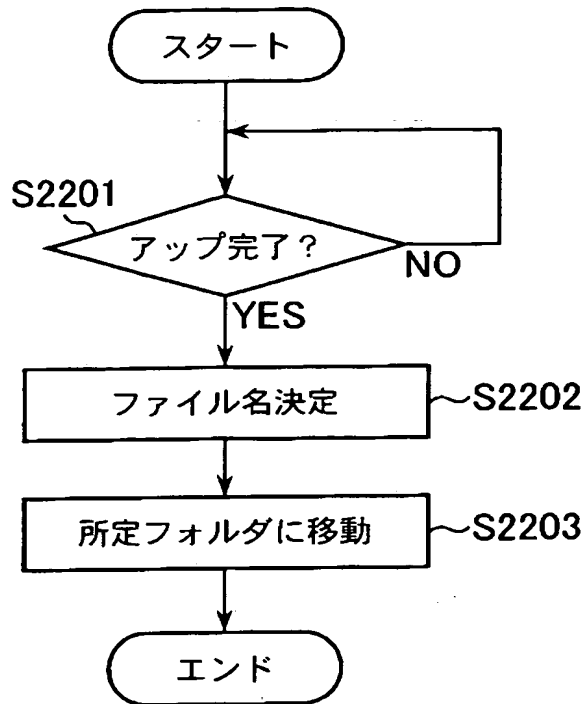 スタート
S2201
アップ完了？
NO
YES
ファイル名決定
S2202
所定フォルダに移動
S2203
エンド